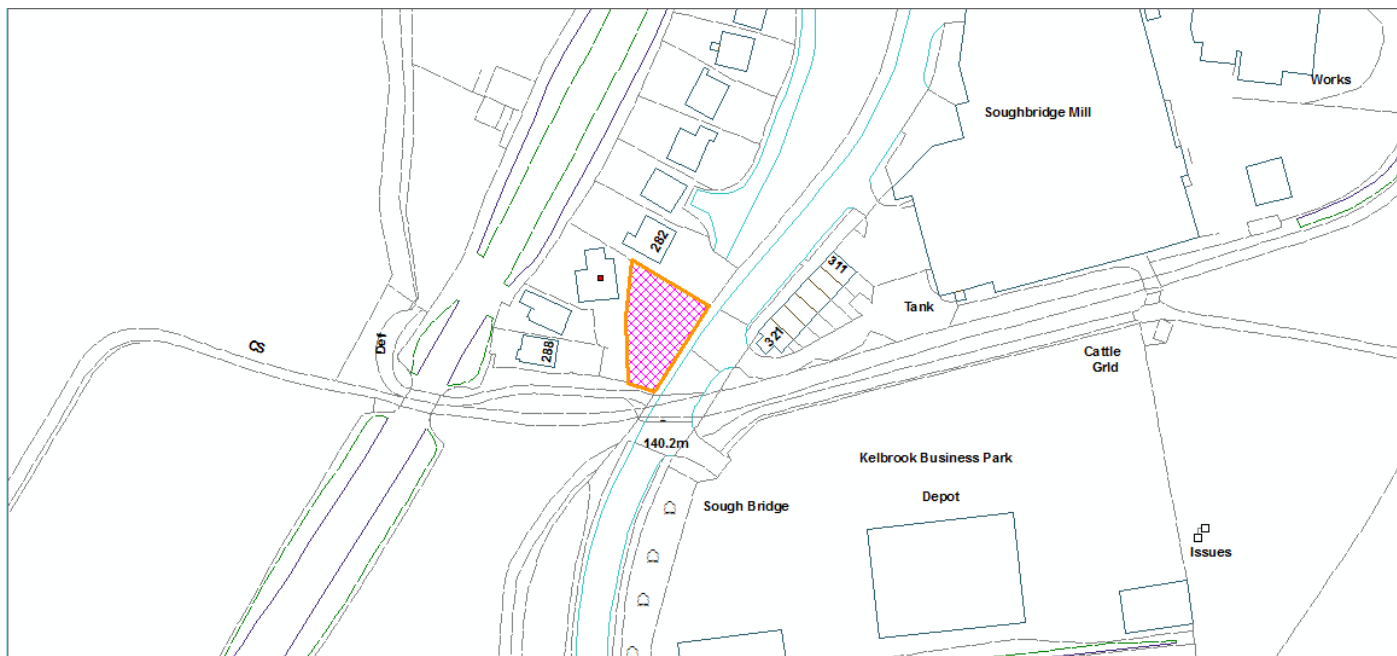 Works
Soughbridge Mill
282
311
Tank
321
CS
Def
288
Cattle
Grid
140.2m
Kelbrook Business Park
Depot
Sough Bridge
Issues